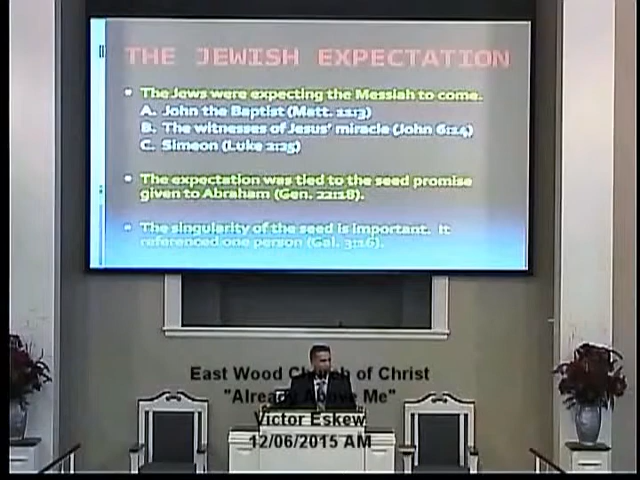 THE JEWISH EXPECTATION
• The Jews were expecting the Messiah to come.
A. John the Baptist (Matt. 11:3)
B. The witnesses of Jesus' miracle (John 6:14)
C. Simeon (Luke 2:25)
• The expectation was tied to the seed promise
given to Abraham (Gen. 22:18).
• The singularity of the seed is important. It
referenced one person (Gal. 3:16).
East Wood Church of Christ
"Already Above Me"
Victor Eskew
12/06/2015 AM